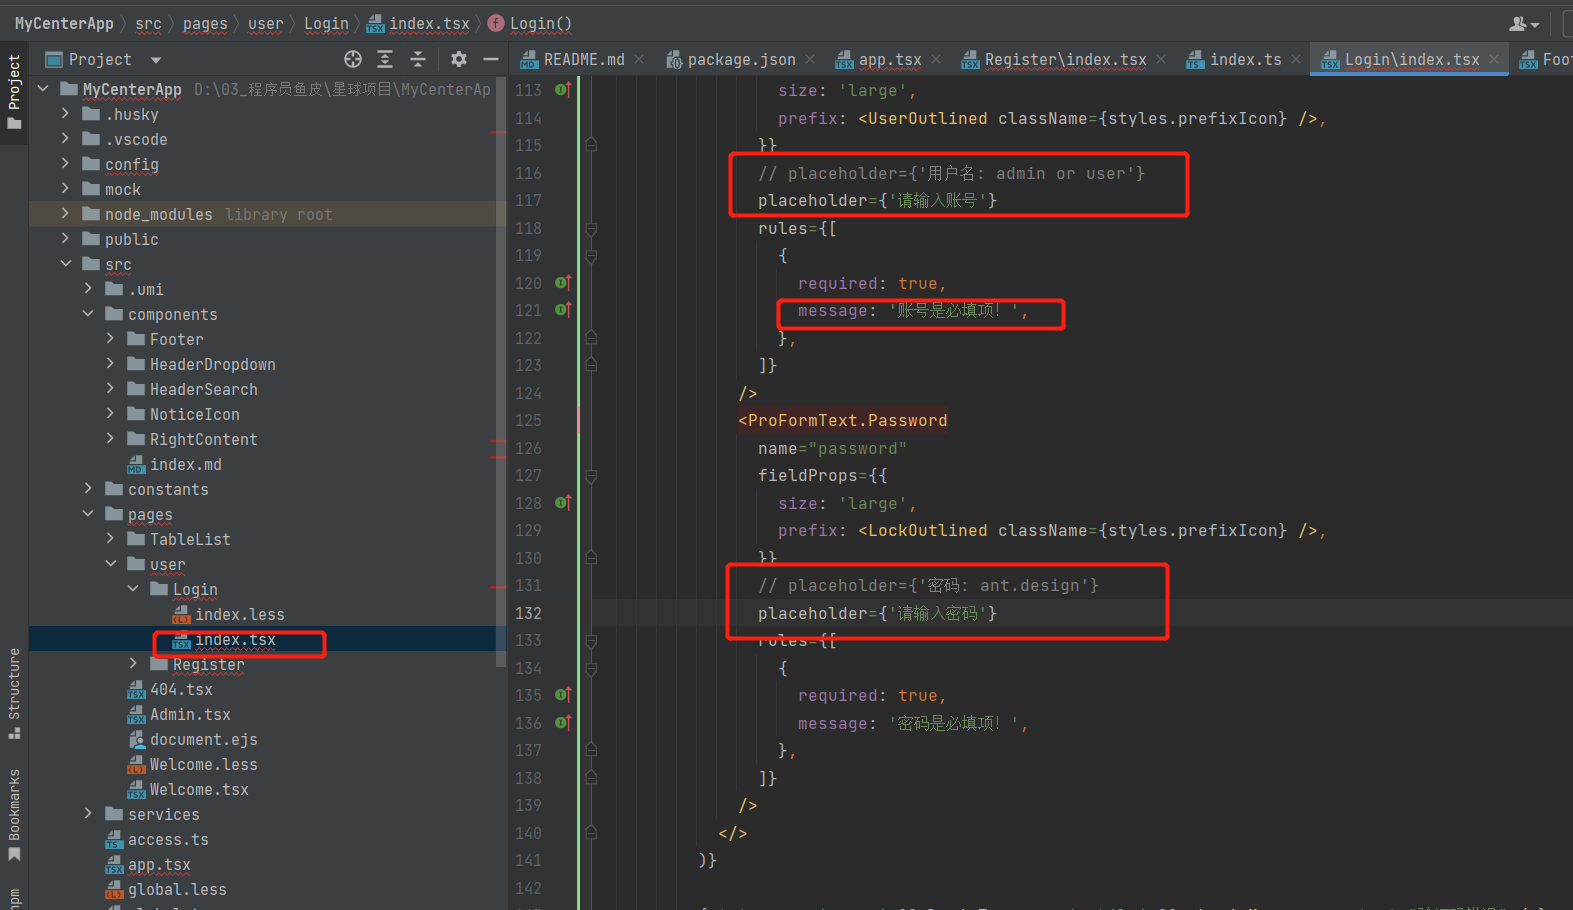 MyCenterApp src pages user Login index.tsx Login()
Project
README.md package.json app.tsx Register\index.tsx index.ts Login\index.tsx Foo
Project
Structure
Bookmarks
npm
MyCenterApp D:\03_程序员鱼皮\星球项目\MyCenterAp
.husky
.vscode
config
mock
node_modules library root
public
src
.umi
components
Footer
HeaderDropdown
HeaderSearch
NoticeIcon
RightContent
index.md
constants
pages
TableList
user
Login
index.less
index.tsx
Register
404.tsx
Admin.tsx
document.ejs
Welcome.less
Welcome.tsx
services
access.ts
app.tsx
global.less
113 size: 'large',
114 prefix: <UserOutlined className={styles.prefixIcon} />,
115 }}
116 // placeholder={'用户名: admin or user'}
117 placeholder={'请输入账号'}
118 rules={[
119 {
120 required: true,
121 message: '账号是必填项！',
122 },
123 ]}
124 />
125 <ProFormText.Password
126 name="password"
127 fieldProps={{
128 size: 'large',
129 prefix: <LockOutlined className={styles.prefixIcon} />,
130 }}
131 // placeholder={'密码: ant.design'}
132 placeholder={'请输入密码'}
133 rules={[
134 {
135 required: true,
136 message: '密码是必填项！',
137 },
138 ]}
139 />
140 </>
141 )}
142